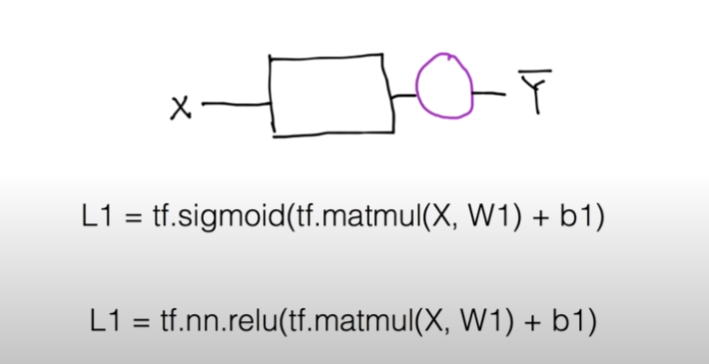 X Y̅
L1 = tf.sigmoid(tf.matmul(X, W1) + b1)
L1 = tf.nn.relu(tf.matmul(X, W1) + b1)